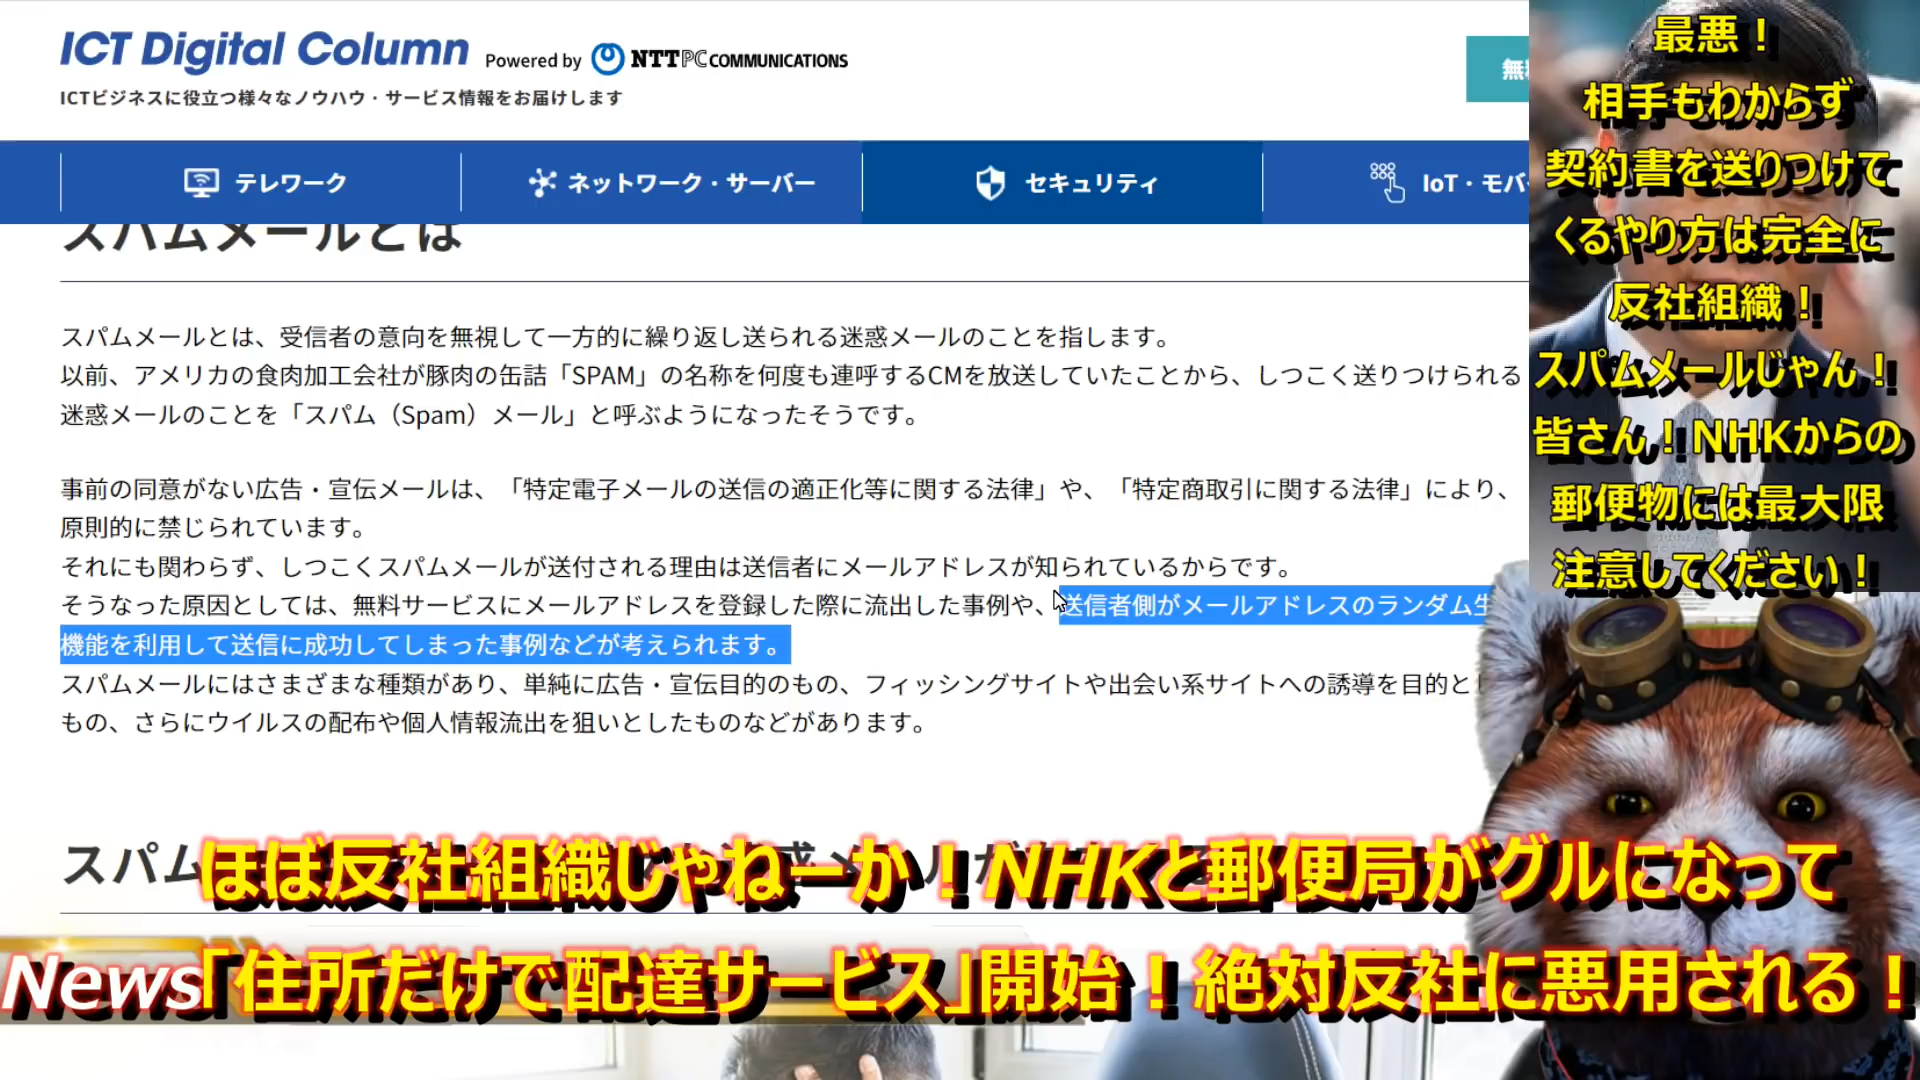 ICT Digital Column Powered by NTTPC COMMUNICATIONS
ICTビジネスに役立つ様々なノウハウ・サービス情報をお届けします
無
テレワーク
ネットワーク・サーバー
セキュリティ
IoT・モバ
スパムメールとは
スパムメールとは、受信者の意向を無視して一方的に繰り返し送られる迷惑メールのことを指します。
以前、アメリカの食肉加工会社が豚肉の缶詰「SPAM」の名称を何度も連呼するCMを放送していたことから、しつこく送りつけられる
迷惑メールのことを「スパム（Spam）メール」と呼ぶようになったそうです。
事前の同意がない広告・宣伝メールは、「特定電子メールの送信の適正化等に関する法律」や、「特定商取引に関する法律」により、
原則的に禁じられています。
それにも関わらず、しつこくスパムメールが送付される理由は送信者にメールアドレスが知られているからです。
そうなった原因としては、無料サービスにメールアドレスを登録した際に流出した事例や、送信者側がメールアドレスのランダム生
機能を利用して送信に成功してしまった事例などが考えられます。
スパムメールにはさまざまな種類があり、単純に広告・宣伝目的のもの、フィッシングサイトや出会い系サイトへの誘導を目的とし
もの、さらにウイルスの配布や個人情報流出を狙いとしたものなどがあります。
スパム
最悪！
相手もわからず
契約書を送りつけて
くるやり方は完全に
反社組織！
スパムメールじゃん！
皆さん！NHKからの
郵便物には最大限
注意してください！
ほぼ反社組織じゃねーか！NHKと郵便局がグルになって
News「住所だけで配達サービス」開始！絶対反社に悪用される！